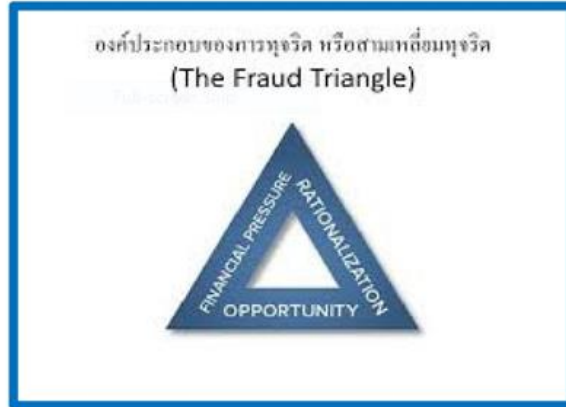 องค์ประกอบของการทุจริต หรือสามเหลี่ยมทุจริต
(The Fraud Triangle)
FINANCIAL PRESSURE
RATIONALIZATION
OPPORTUNITY